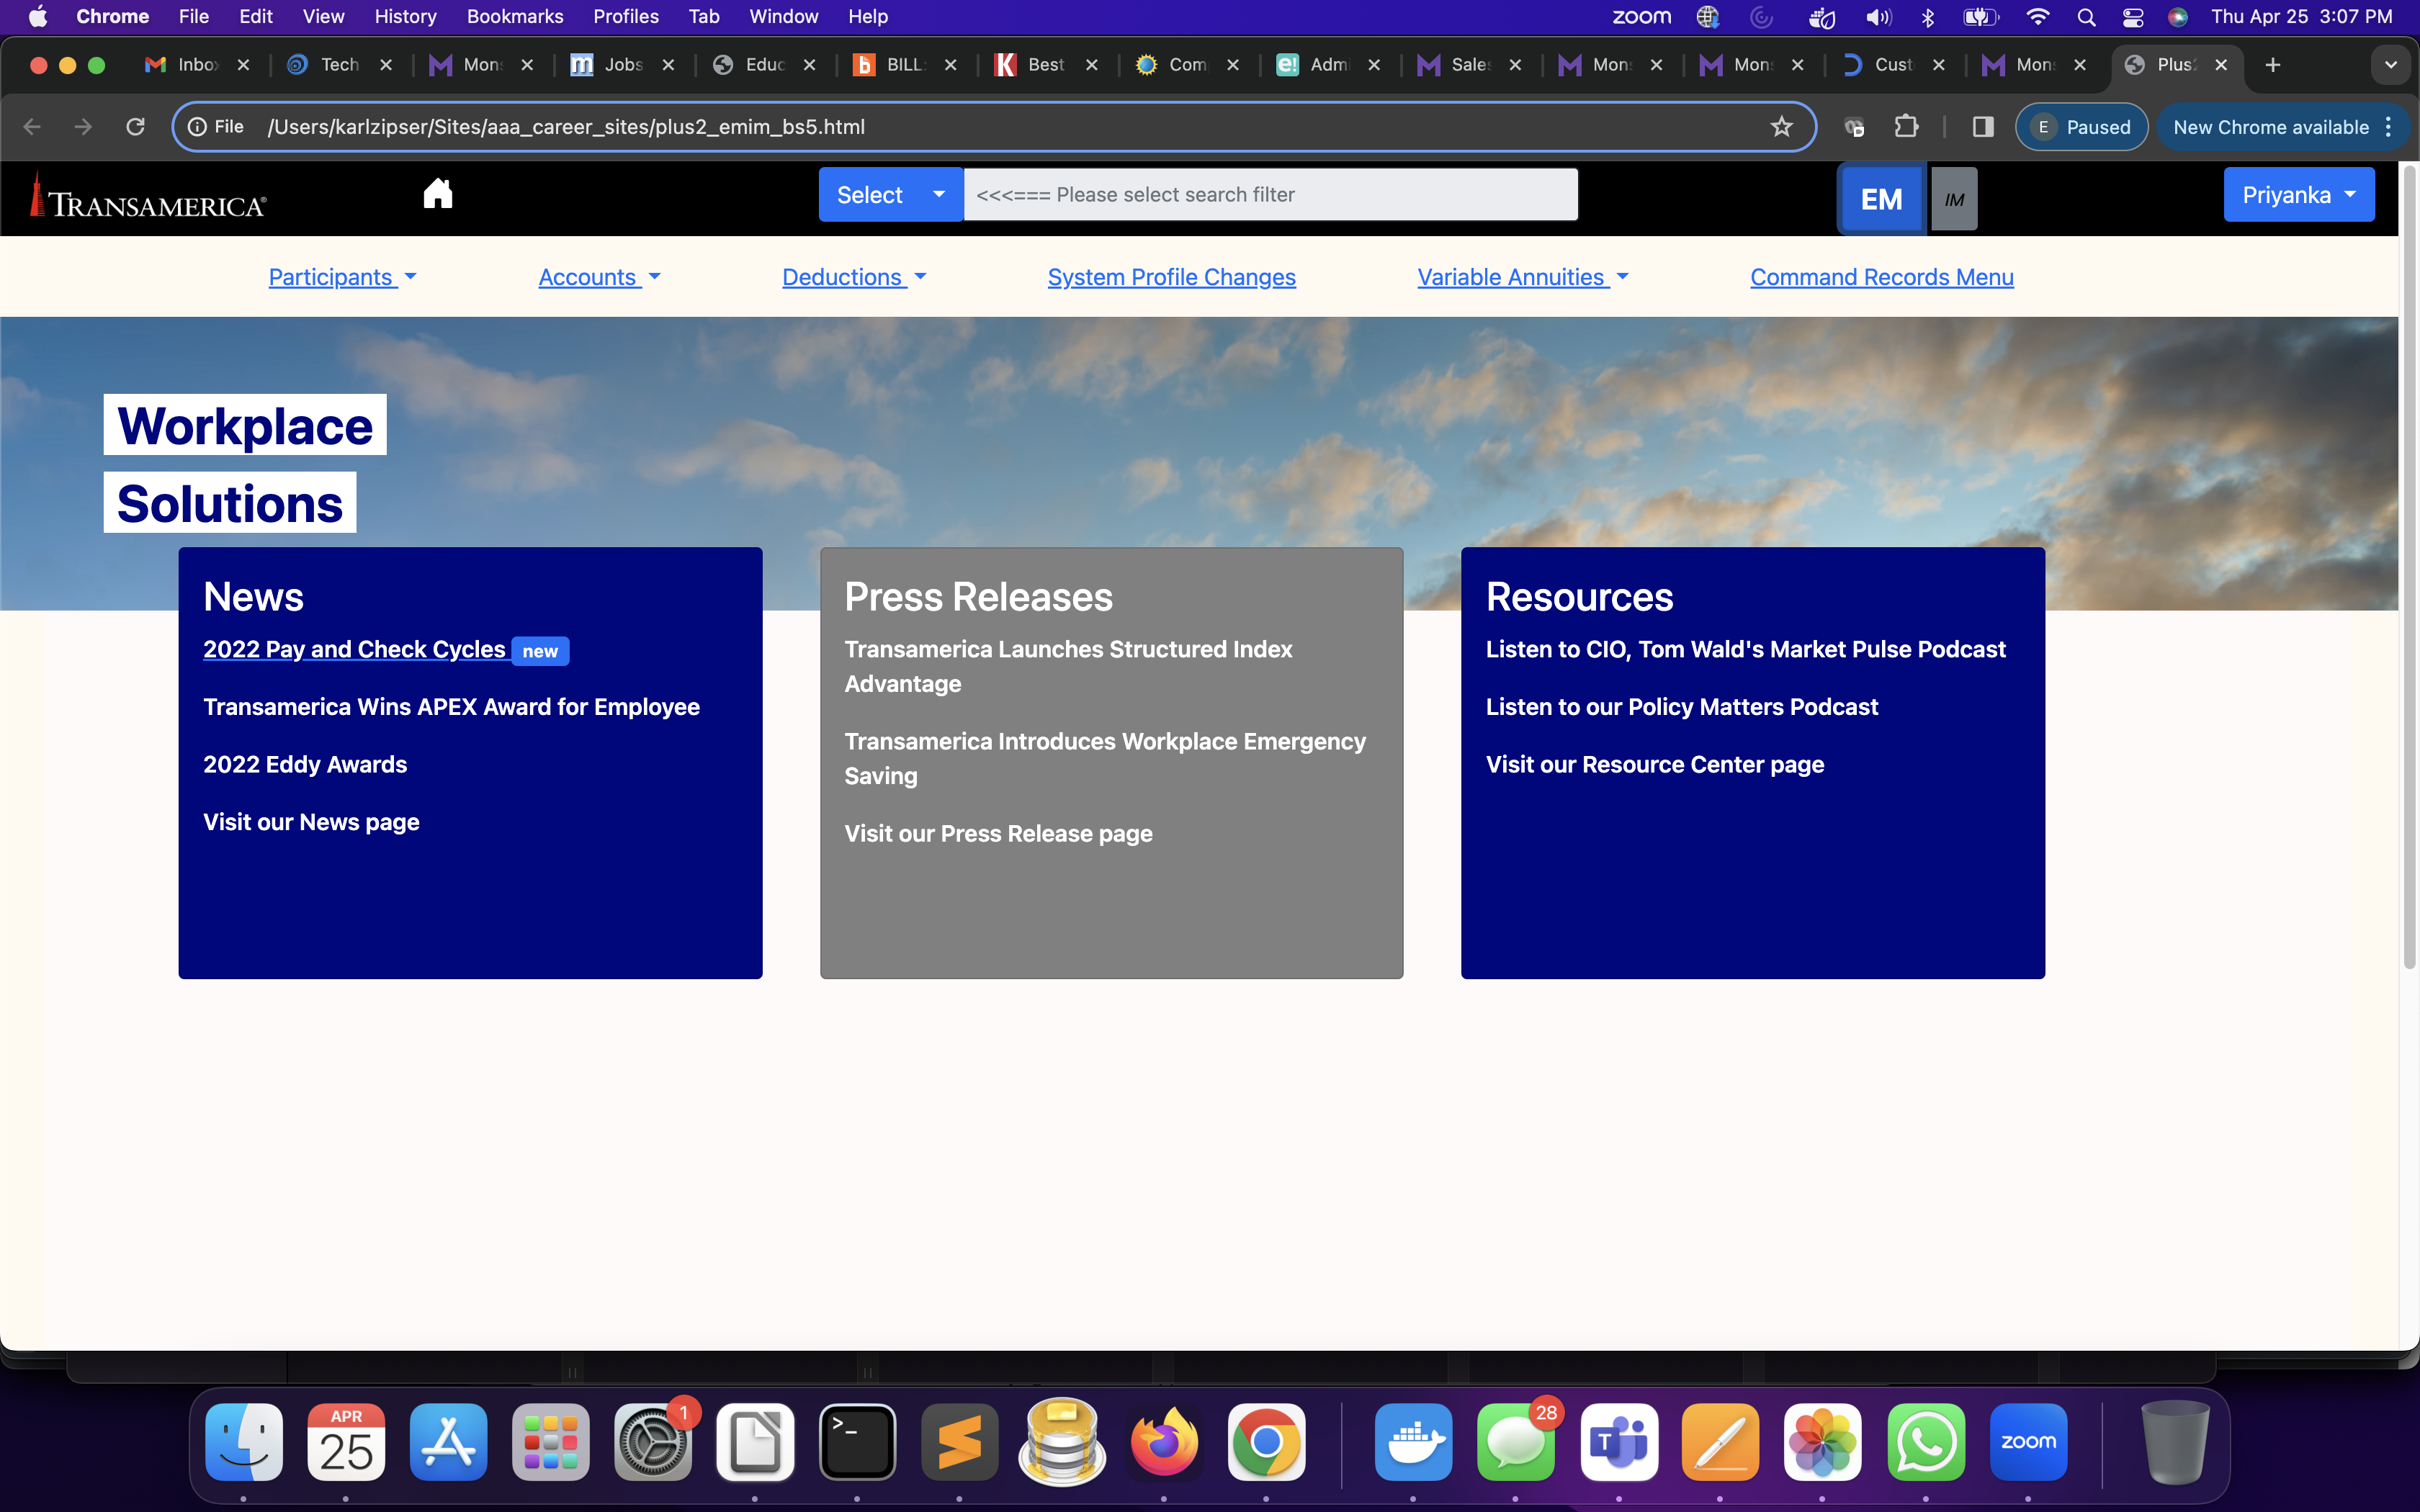 Chrome File Edit View History Bookmarks Profiles Tab Window Help zoom Thu Apr 25 3:07 PM
Inbo Tech Mon Jobs Educ BILL: Best Com Admi Sales Mon Mon Cust Mon Plus
File /Users/karlzipser/Sites/aaa_career_sites/plus2_emim_bs5.html E Paused New Chrome available
TRANSAMERICA® Select <<<=== Please select search filter EM IM Priyanka
Participants Accounts Deductions System Profile Changes Variable Annuities Command Records Menu
Workplace
Solutions
News
2022 Pay and Check Cycles new
Transamerica Wins APEX Award for Employee
2022 Eddy Awards
Visit our News page
Press Releases
Transamerica Launches Structured Index
Advantage
Transamerica Introduces Workplace Emergency
Saving
Visit our Press Release page
Resources
Listen to CIO, Tom Wald's Market Pulse Podcast
Listen to our Policy Matters Podcast
Visit our Resource Center page
APR
25
1
>_
28
T
zoom